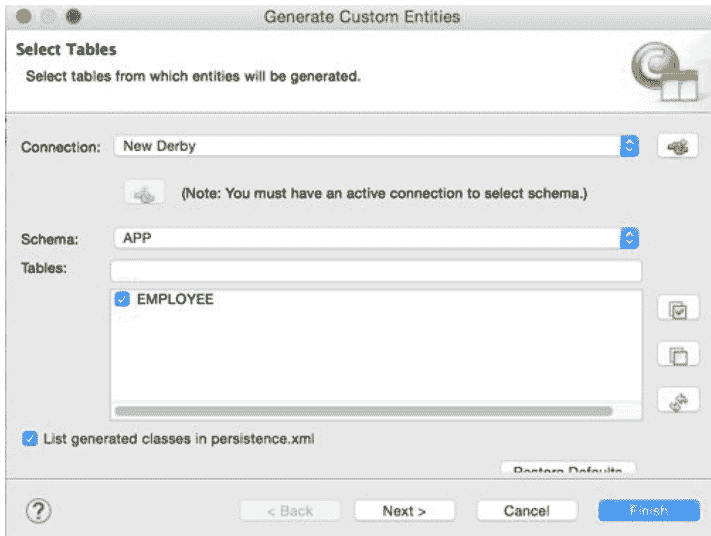 Generate Custom Entities
Select Tables
Select tables from which entities will be generated.
Connection:
New Derby
(Note: You must have an active connection to select schema.)
Schema:
APP
Tables:
EMPLOYEE
List generated classes in persistence.xml
Restore Defaults
?
< Back
Next >
Cancel
Finish